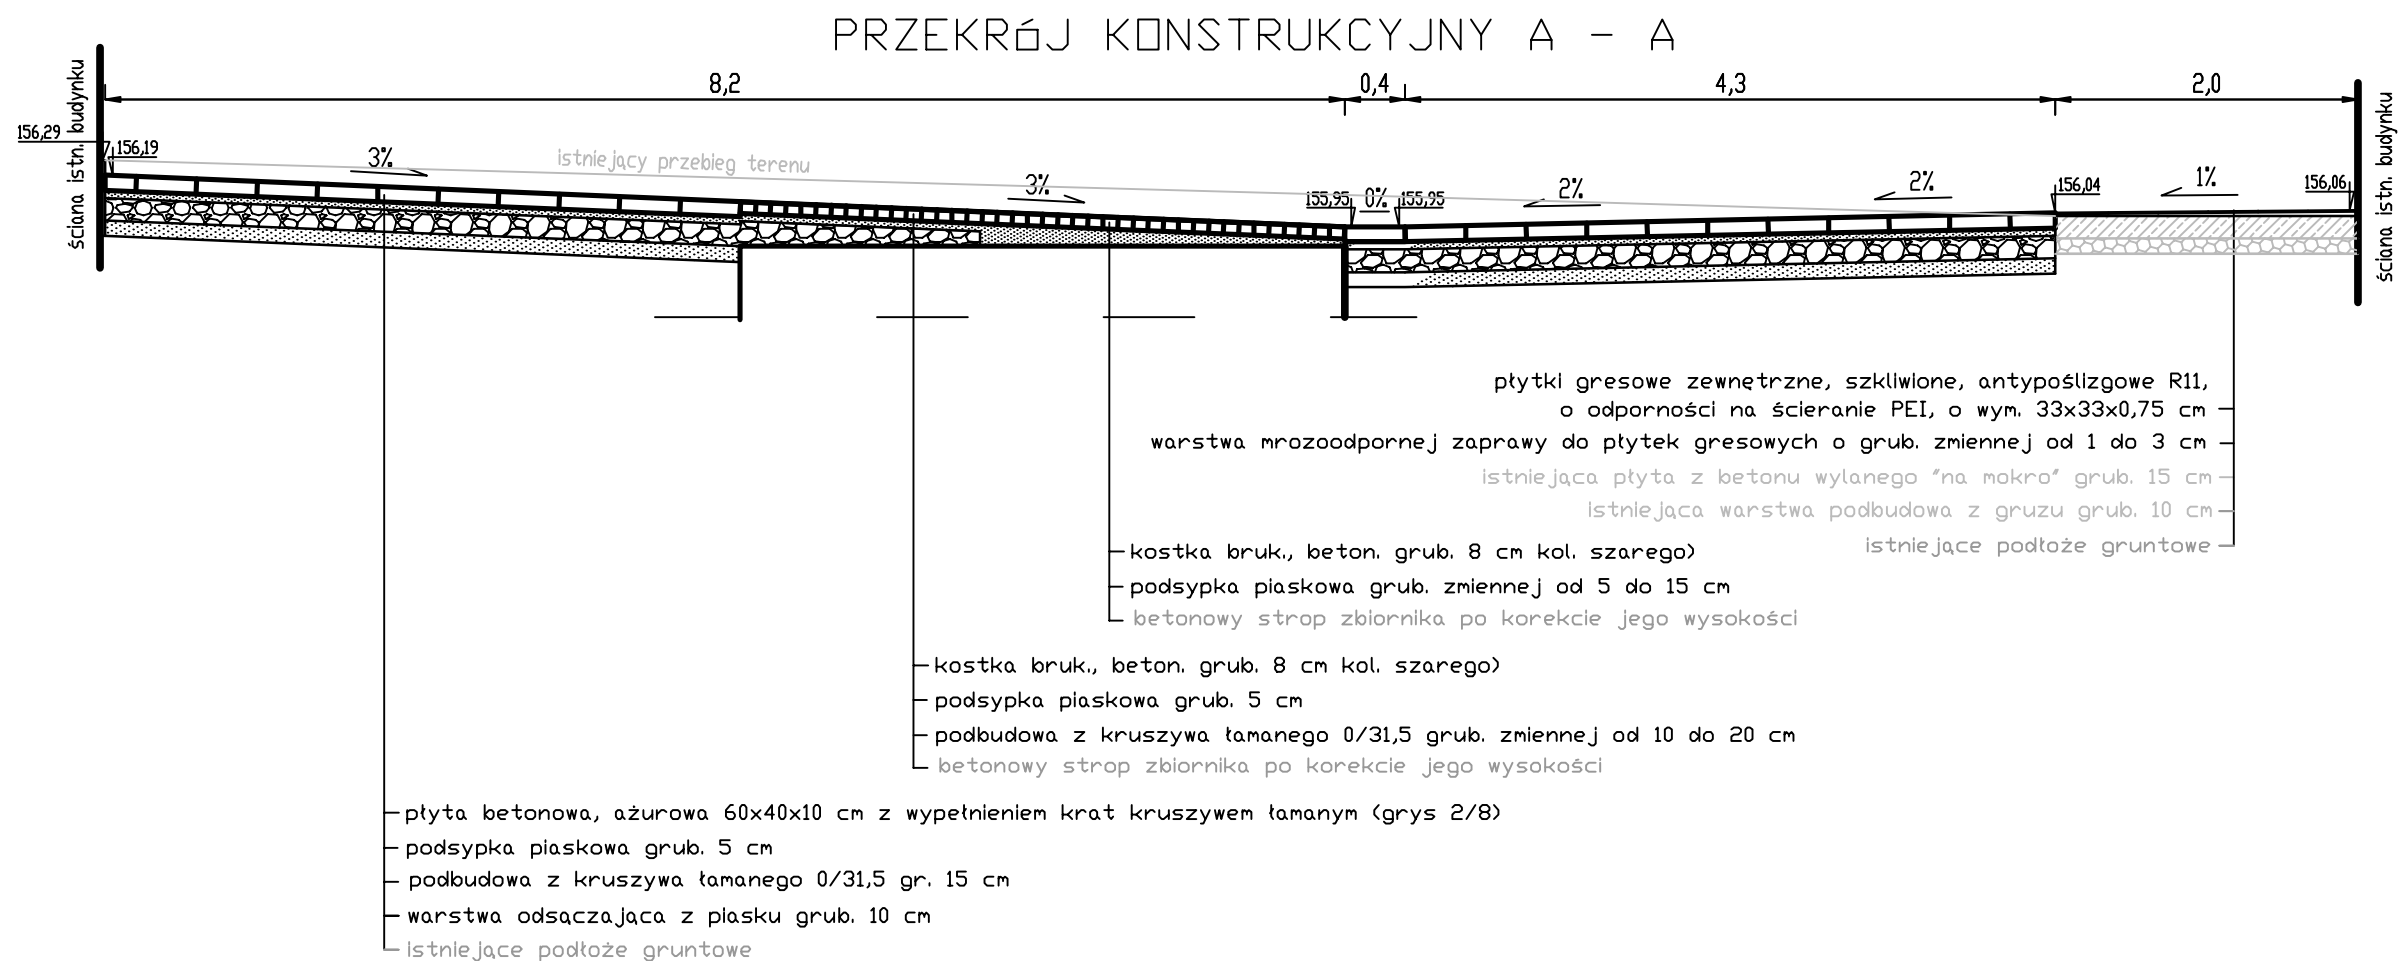 PRZEKRóJ KONSTRUKCYJNY A - A
8,2
0,4
4,3
2,0
ściana istn. budynku
ściana istn. budynku
156,29
156,19
3%
istniejący przebieg terenu
3%
155,95
0%
155,95
2%
2%
156,04
1%
156,06
płytki gresowe zewnętrzne, szkliwione, antypoślizgowe R11,
o odporności na ścieranie PEI, o wym. 33x33x0,75 cm
warstwa mrozoodpornej zaprawy do płytek gresowych o grub. zmiennej od 1 do 3 cm
istniejąca płyta z betonu wylanego "na mokro" grub. 15 cm
istniejąca warstwa podbudowa z gruzu grub. 10 cm
istniejące podłoże gruntowe
kostka bruk., beton. grub. 8 cm kol. szarego)
podsypka piaskowa grub. zmiennej od 5 do 15 cm
betonowy strop zbiornika po korekcie jego wysokości
kostka bruk., beton. grub. 8 cm kol. szarego)
podsypka piaskowa grub. 5 cm
podbudowa z kruszywa łamanego 0/31,5 grub. zmiennej od 10 do 20 cm
betonowy strop zbiornika po korekcie jego wysokości
płyta betonowa, ażurowa 60x40x10 cm z wypełnieniem krat kruszywem łamanym (grys 2/8)
podsypka piaskowa grub. 5 cm
podbudowa z kruszywa łamanego 0/31,5 gr. 15 cm
warstwa odsączająca z piasku grub. 10 cm
istniejące podłoże gruntowe